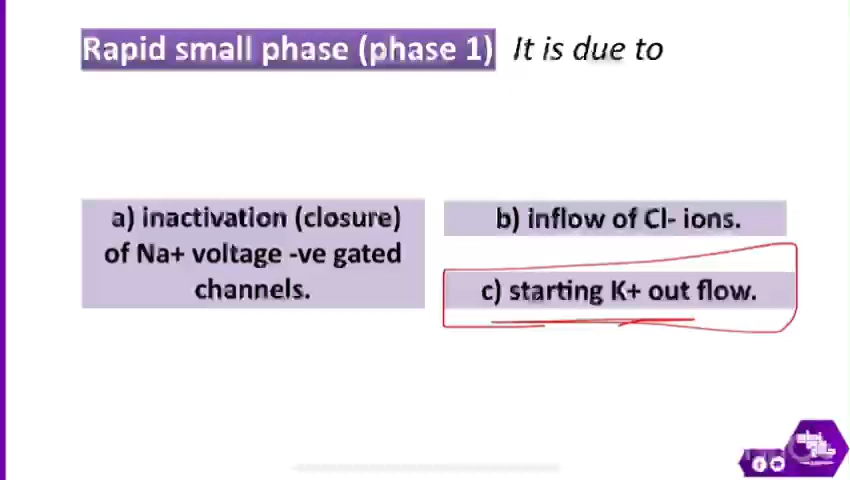 Rapid small phase (phase 1) It is due to
a) inactivation (closure)
of Na+ voltage -ve gated
channels.
b) inflow of Cl- ions.
c) starting K+ out flow.